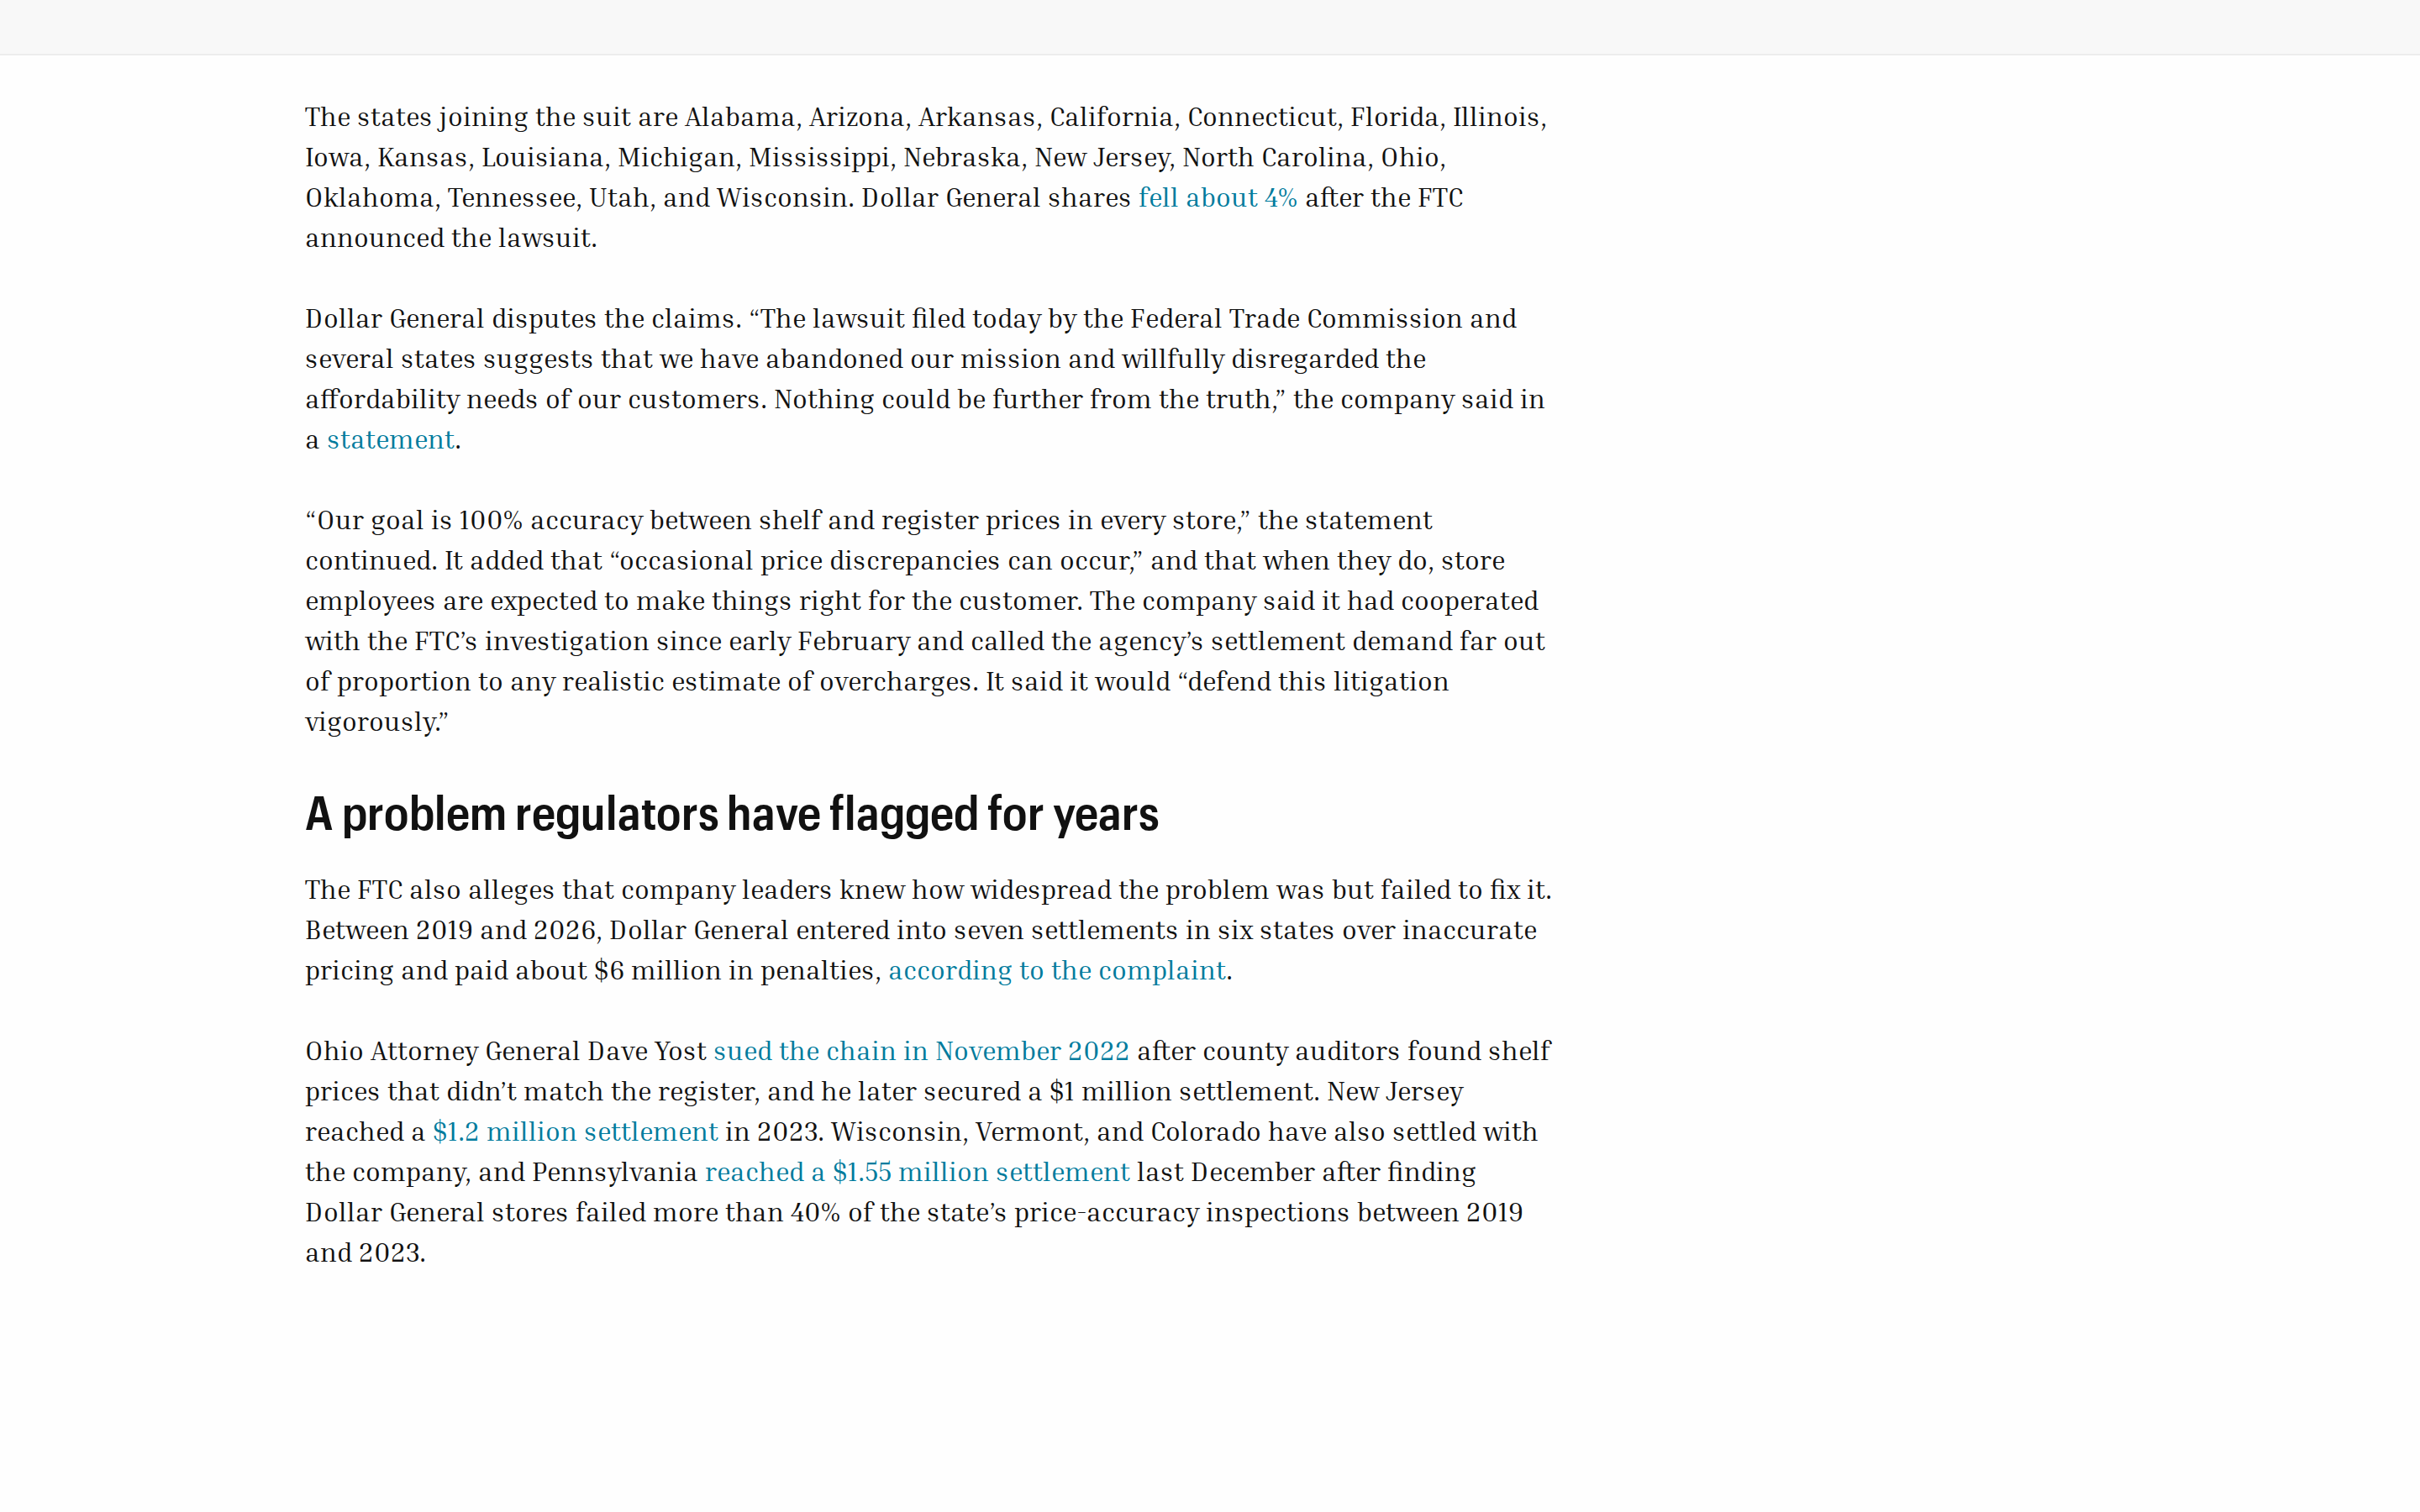 The states joining the suit are Alabama, Arizona, Arkansas, California, Connecticut, Florida, Illinois,
Iowa, Kansas, Louisiana, Michigan, Mississippi, Nebraska, New Jersey, North Carolina, Ohio,
Oklahoma, Tennessee, Utah, and Wisconsin. Dollar General shares fell about 4% after the FTC
announced the lawsuit.
Dollar General disputes the claims. “The lawsuit filed today by the Federal Trade Commission and
several states suggests that we have abandoned our mission and willfully disregarded the
affordability needs of our customers. Nothing could be further from the truth,” the company said in
a statement.
“Our goal is 100% accuracy between shelf and register prices in every store,” the statement
continued. It added that “occasional price discrepancies can occur,” and that when they do, store
employees are expected to make things right for the customer. The company said it had cooperated
with the FTC’s investigation since early February and called the agency’s settlement demand far out
of proportion to any realistic estimate of overcharges. It said it would “defend this litigation
vigorously.”
A problem regulators have flagged for years
The FTC also alleges that company leaders knew how widespread the problem was but failed to fix it.
Between 2019 and 2026, Dollar General entered into seven settlements in six states over inaccurate
pricing and paid about $6 million in penalties, according to the complaint.
Ohio Attorney General Dave Yost sued the chain in November 2022 after county auditors found shelf
prices that didn’t match the register, and he later secured a $1 million settlement. New Jersey
reached a $1.2 million settlement in 2023. Wisconsin, Vermont, and Colorado have also settled with
the company, and Pennsylvania reached a $1.55 million settlement last December after finding
Dollar General stores failed more than 40% of the state’s price-accuracy inspections between 2019
and 2023.